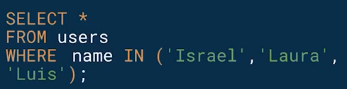 SELECT *
FROM users
WHERE name IN ('Israel','Laura',
'Luis');